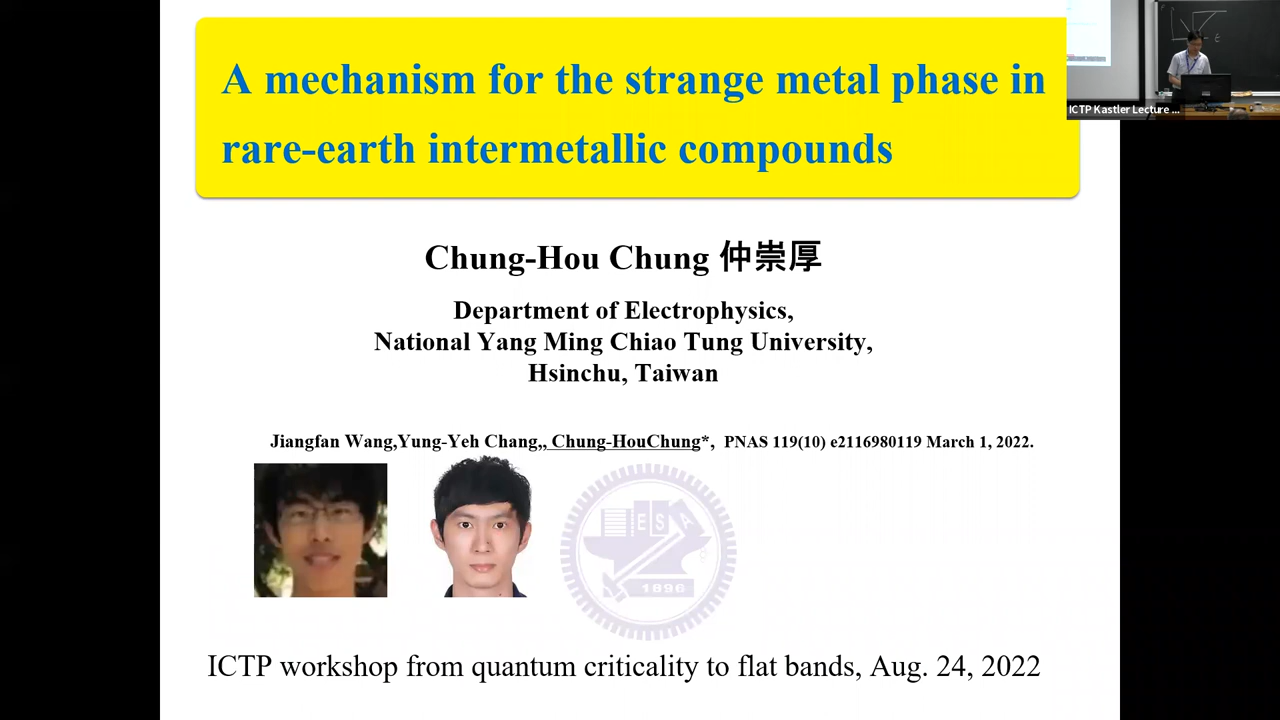 A mechanism for the strange metal phase in
rare-earth intermetallic compounds
ICTP Kastler Lecture ...
Chung-Hou Chung 仲崇厚
Department of Electrophysics,
National Yang Ming Chiao Tung University,
Hsinchu, Taiwan
Jiangfan Wang,Yung-Yeh Chang,, Chung-HouChung*, PNAS 119(10) e2116980119 March 1, 2022.
ESA
1896
ICTP workshop from quantum criticality to flat bands, Aug. 24, 2022